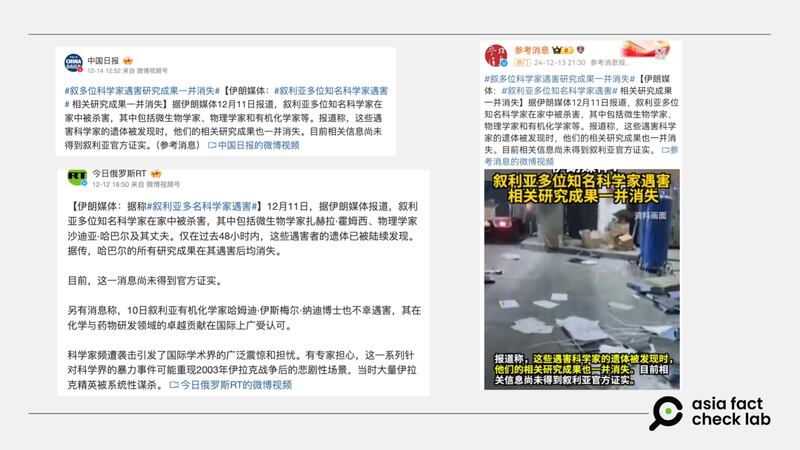 中国日报
12-14 12:52 来自 微博视频号
#叙多位科学家遇害研究成果一并消失#【伊朗媒
体：#叙利亚多位知名科学家遇害
# 相关研究成果一并消失】据伊朗媒体12月11日报道，叙利亚多位知名科学家在
家中被杀害，其中包括微生物学家、物理学家和有机化学家等。报道称，这些遇
害科学家的遗体被发现时，他们的相关研究成果也一并消失。目前相关信息尚未
得到叙利亚官方证实。（参考消息） 中国日报的微博视频
RT
今日俄罗斯RT
12-12 18:50 来自 微博视频号
【伊朗媒体：据称#叙利亚多名科学家遇害#】12月11日，据伊朗媒体报道，叙利
亚多位知名科学家在家中被杀害，其中包括微生物学家扎赫拉·霍姆西、物理学家
沙迪亚·哈巴尔及其丈夫。仅在过去48小时内，这些遇害者的遗体已被陆续发现。
据传，哈巴尔的所有研究成果在其遇害后均消失。
目前，这一消息尚未得到官方证实。
另有消息称，10日叙利亚有机化学家哈姆迪·伊斯梅尔·纳迪博士也不幸遇害，其在
化学与药物研发领域的卓越贡献在国际上广受认可。
科学家频遭袭击引发了国际学术界的广泛震惊和担忧。有专家担心，这一系列针
对科学界的暴力事件可能重现2003年伊拉克战争后的悲剧性场景，当时大量伊拉
克精英被系统性谋杀。 今日俄罗斯RT的微博视频
参考消息
热门 24-12-13 21:30 参考消息报...
#叙多位科学家遇害研究成果一并消失#【伊朗媒
体：#叙利亚多位知名科学家遇害# 相关研究成果
一并消失】据伊朗媒体12月11日报道，叙利亚多位知
名科学家在家中被杀害，其中包括微生物学家、
物理学家和有机化学家等。报道称，这些遇害科学家
的遗体被发现时，他们的相关研究成果也一并消失。
目前相关信息尚未得到叙利亚官方证实。 参
考消息的微博视频
叙利亚多位知名科学家遇害
相关研究成果一并消失
资料画面
报道称，这些遇害科学家的遗体被发现时，
他们的相关研究成果也一并消失。目前相
关信息尚未得到叙利亚官方证实。
asia fact
check lab